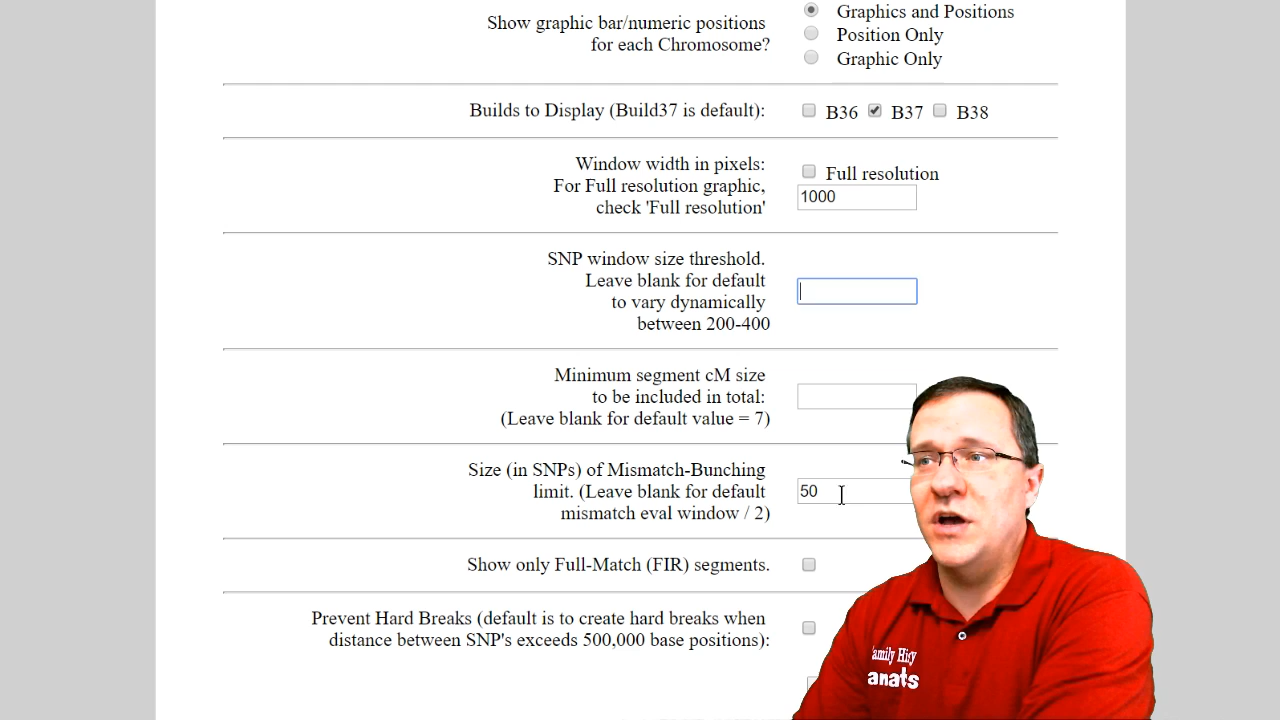 Show graphic bar/numeric positions
for each Chromosome?
Graphics and Positions
Position Only
Graphic Only
Builds to Display (Build37 is default):
B36 B37 B38
Window width in pixels:
For Full resolution graphic,
check 'Full resolution'
Full resolution
1000
SNP window size threshold.
Leave blank for default
to vary dynamically
between 200-400
Minimum segment cM size
to be included in total:
(Leave blank for default value = 7)
Size (in SNPs) of Mismatch-Bunching
limit. (Leave blank for default
mismatch eval window / 2)
50
Show only Full-Match (FIR) segments.
Prevent Hard Breaks (default is to create hard breaks when
distance between SNP's exceeds 500,000 base positions):
anats